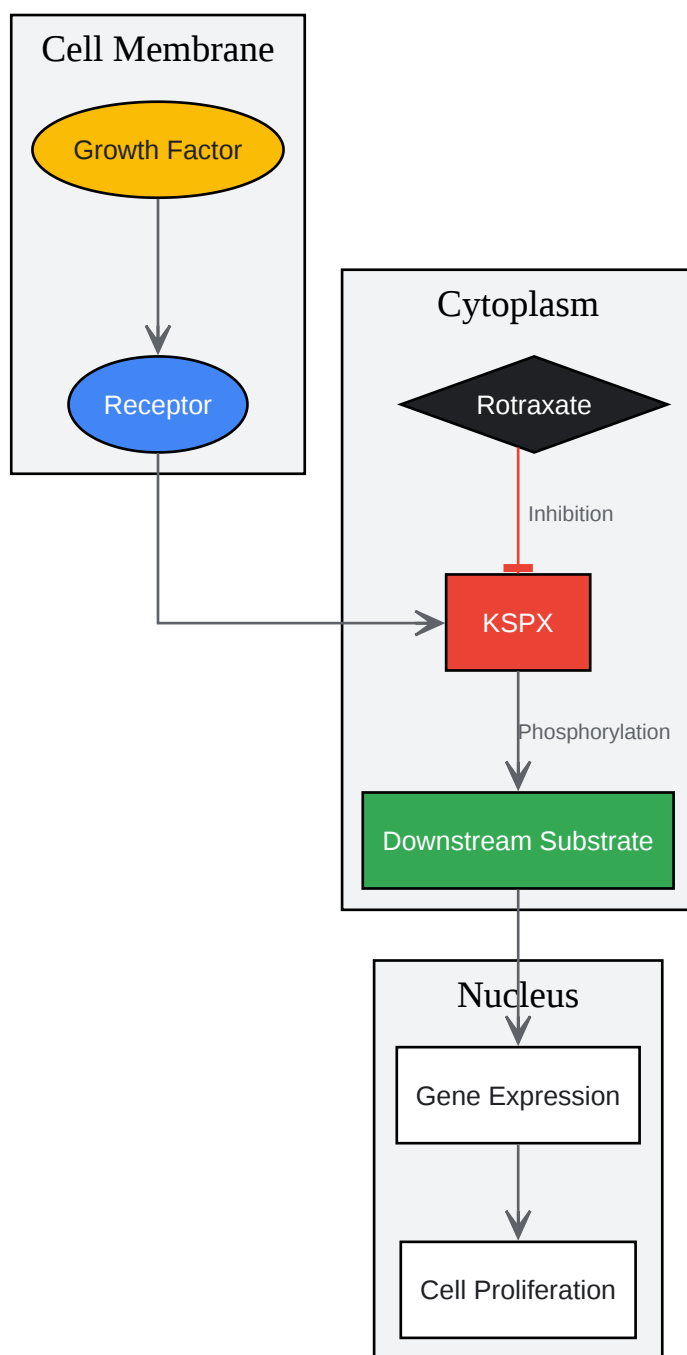 Cell Membrane
Growth Factor
Receptor
Cytoplasm
Rotraxate
Inhibition
KSPX
Phosphorylation
Downstream Substrate
Nucleus
Gene Expression
Cell Proliferation